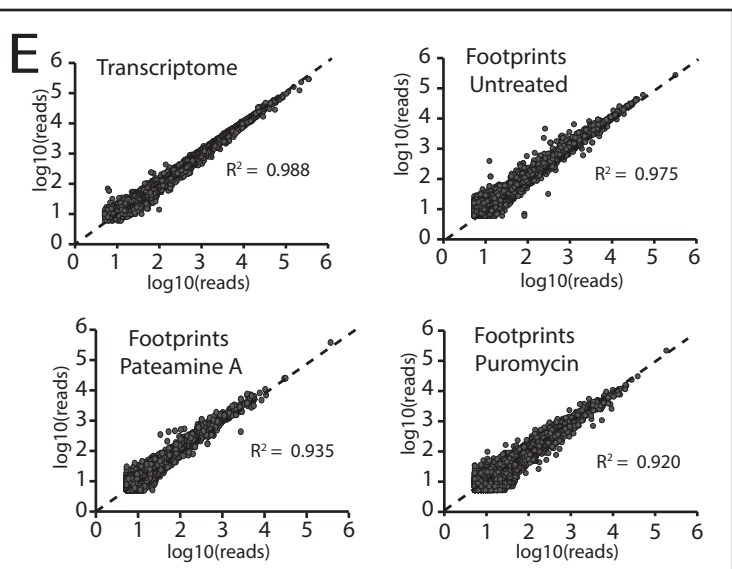 E
Transcriptome
log10(reads)
6
5
4
3
2
1
0
R² = 0.988
0 1 2 3 4 5 6
log10(reads)
Footprints
Untreated
log10(reads)
6
5
4
3
2
1
0
R² = 0.975
0 1 2 3 4 5 6
log10(reads)
Footprints
Pateamine A
log10(reads)
6
5
4
3
2
1
0
R² = 0.935
0 1 2 3 4 5 6
log10(reads)
Footprints
Puromycin
log10(reads)
6
5
4
3
2
1
0
R² = 0.920
0 1 2 3 4 5 6
log10(reads)